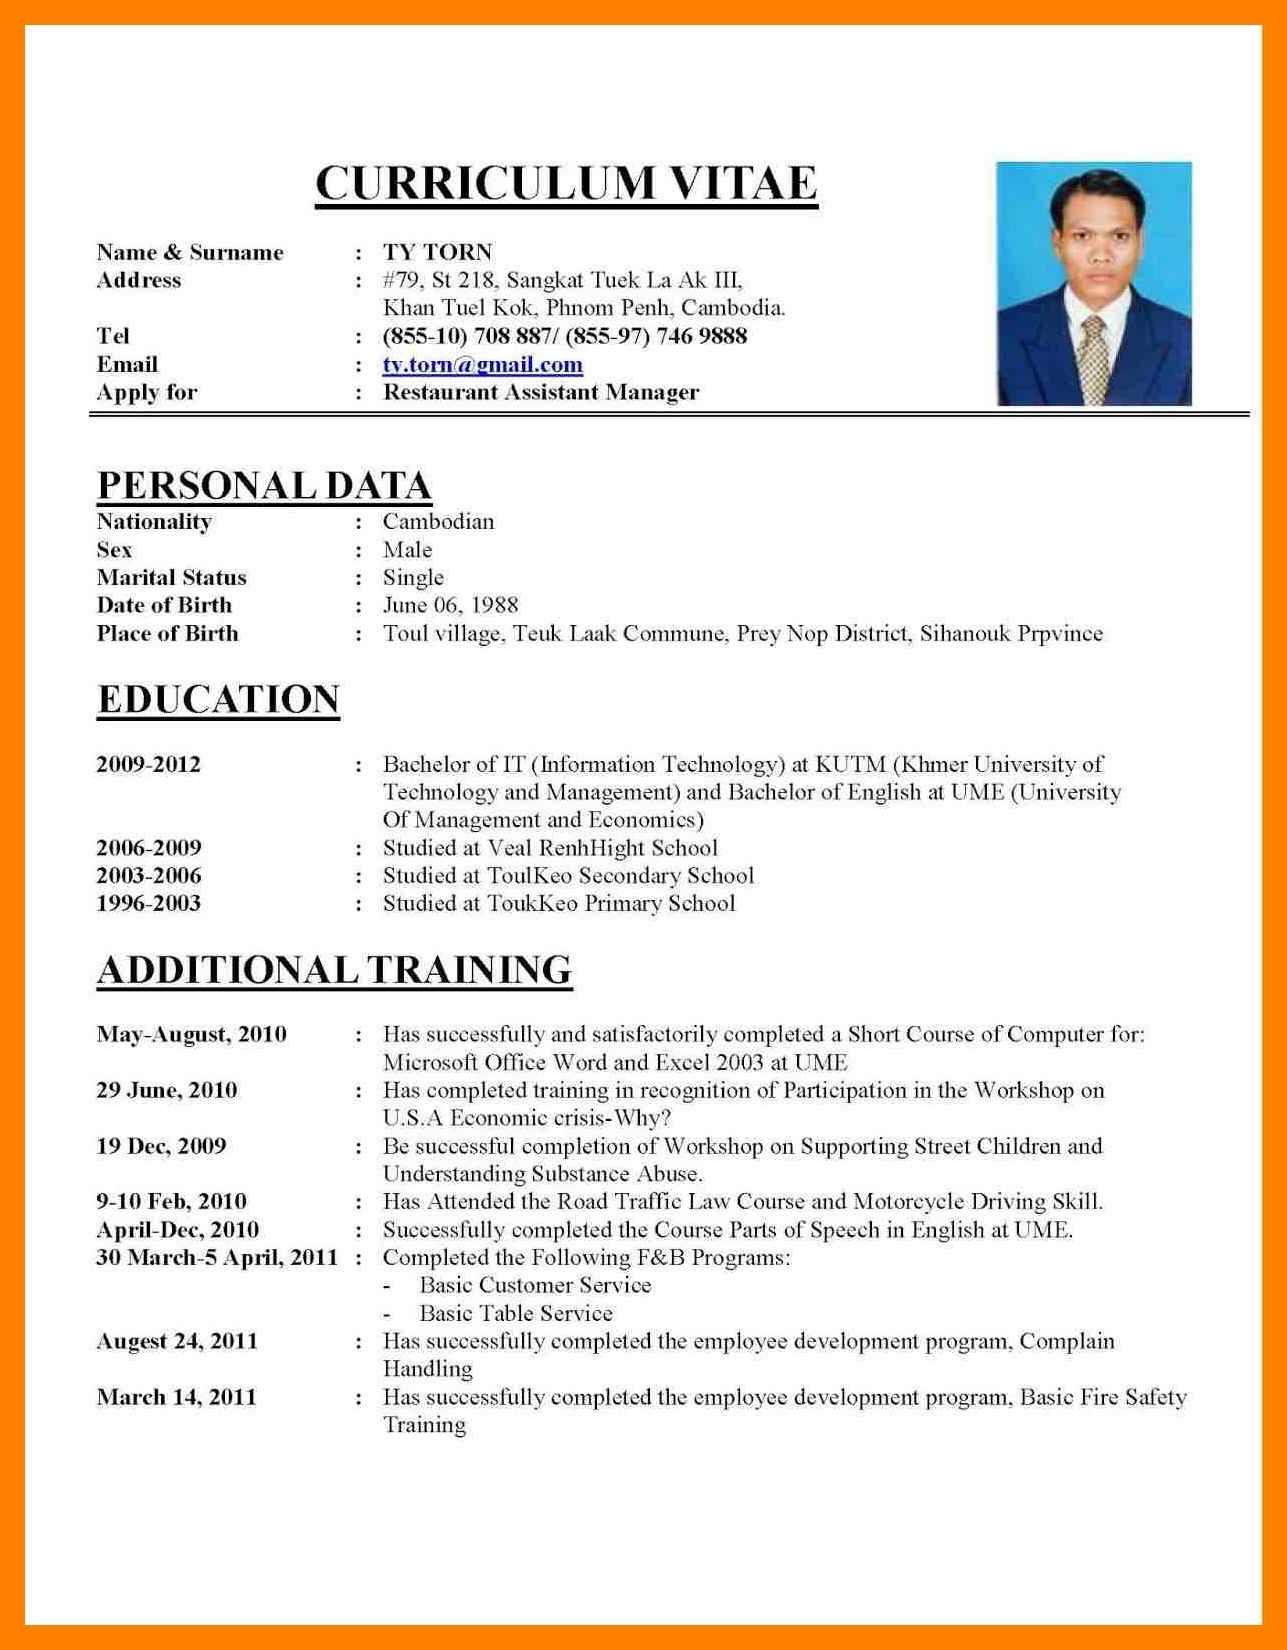 CURRICULUM VITAE
Name & Surname : TY TORN
Address : #79, St 218, Sangkat Tuek La Ak III,
Khan Tuel Kok, Phnom Penh, Cambodia.
Tel : (855-10) 708 887/ (855-97) 746 9888
Email : ty.torn@gmail.com
Apply for : Restaurant Assistant Manager
PERSONAL DATA
Nationality : Cambodian
Sex : Male
Marital Status : Single
Date of Birth : June 06, 1988
Place of Birth : Toul village, Teuk Laak Commune, Prey Nop District, Sihanouk Prpvince
EDUCATION
2009-2012 : Bachelor of IT (Information Technology) at KUTM (Khmer University of
Technology and Management) and Bachelor of English at UME (University
Of Management and Economics)
2006-2009 : Studied at Veal RenhHight School
2003-2006 : Studied at ToulKeo Secondary School
1996-2003 : Studied at ToukKeo Primary School
ADDITIONAL TRAINING
May-August, 2010 : Has successfully and satisfactorily completed a Short Course of Computer for:
Microsoft Office Word and Excel 2003 at UME
29 June, 2010 : Has completed training in recognition of Participation in the Workshop on
U.S.A Economic crisis-Why?
19 Dec, 2009 : Be successful completion of Workshop on Supporting Street Children and
Understanding Substance Abuse.
9-10 Feb, 2010 : Has Attended the Road Traffic Law Course and Motorcycle Driving Skill.
April-Dec, 2010 : Successfully completed the Course Parts of Speech in English at UME.
30 March-5 April, 2011 : Completed the Following F&B Programs:
- Basic Customer Service
- Basic Table Service
Augest 24, 2011 : Has successfully completed the employee development program, Complain
Handling
March 14, 2011 : Has successfully completed the employee development program, Basic Fire Safety
Training